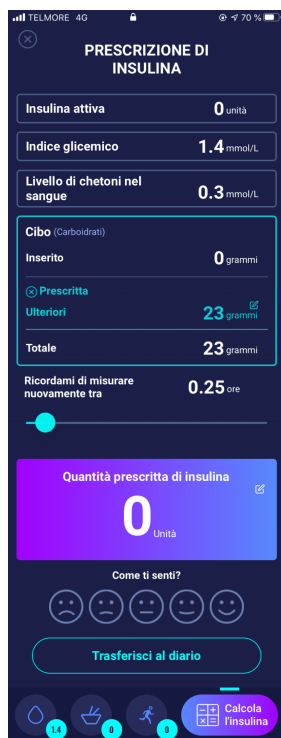 TELMORE 4G 70 %
PRESCRIZIONE DI
INSULINA
Insulina attiva 0 unità
Indice glicemico 1.4 mmol/L
Livello di chetoni nel
sangue 0.3 mmol/L
Cibo (Carboidrati)
Inserito 0 grammi
Prescritta
Ulteriori 23 grammi
Totale 23 grammi
Ricordami di misurare
nuovamente tra 0.25 ore
Quantità prescritta di insulina
0 Unità
Come ti senti?
Trasferisci al diario
1.4 0 0 Calcola
l'insulina